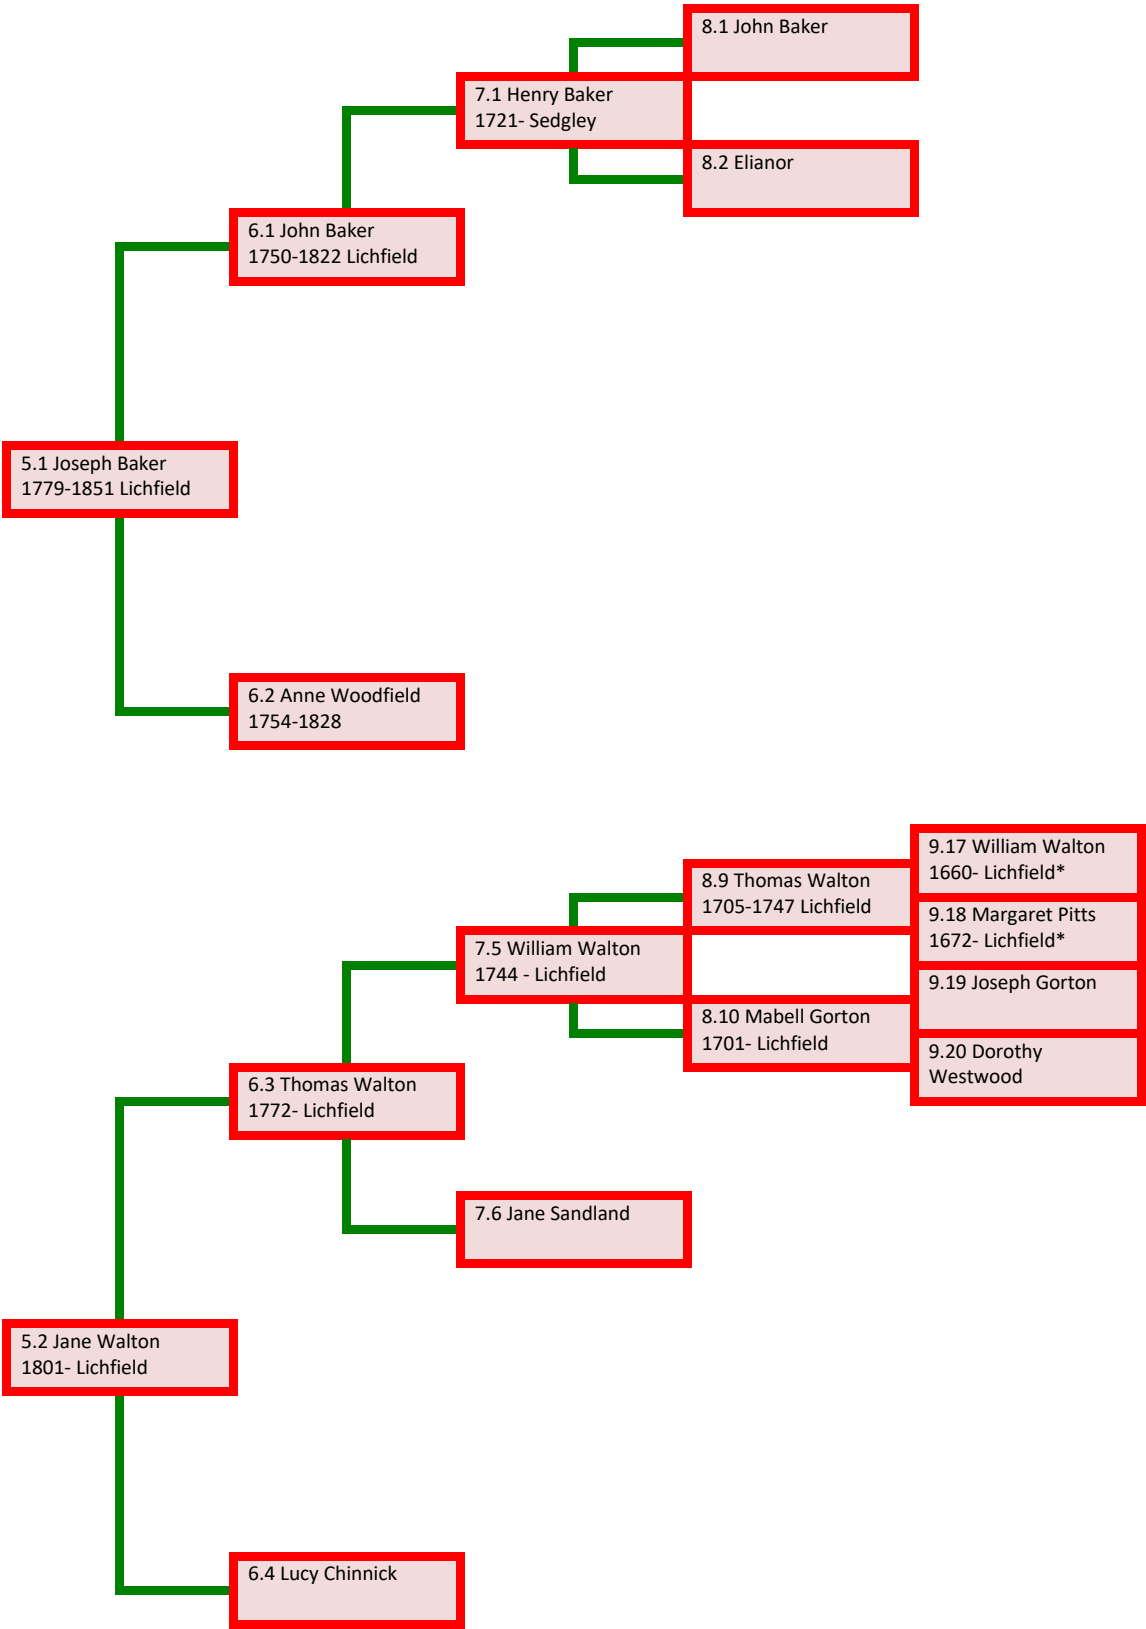 8.1 John Baker
7.1 Henry Baker
1721- Sedgley
8.2 Elianor
6.1 John Baker
1750-1822 Lichfield
5.1 Joseph Baker
1779-1851 Lichfield
6.2 Anne Woodfield
1754-1828
9.17 William Walton
1660- Lichfield*
8.9 Thomas Walton
1705-1747 Lichfield
9.18 Margaret Pitts
1672- Lichfield*
7.5 William Walton
1744 - Lichfield
9.19 Joseph Gorton
8.10 Mabell Gorton
1701- Lichfield
9.20 Dorothy
Westwood
6.3 Thomas Walton
1772- Lichfield
7.6 Jane Sandland
5.2 Jane Walton
1801- Lichfield
6.4 Lucy Chinnick